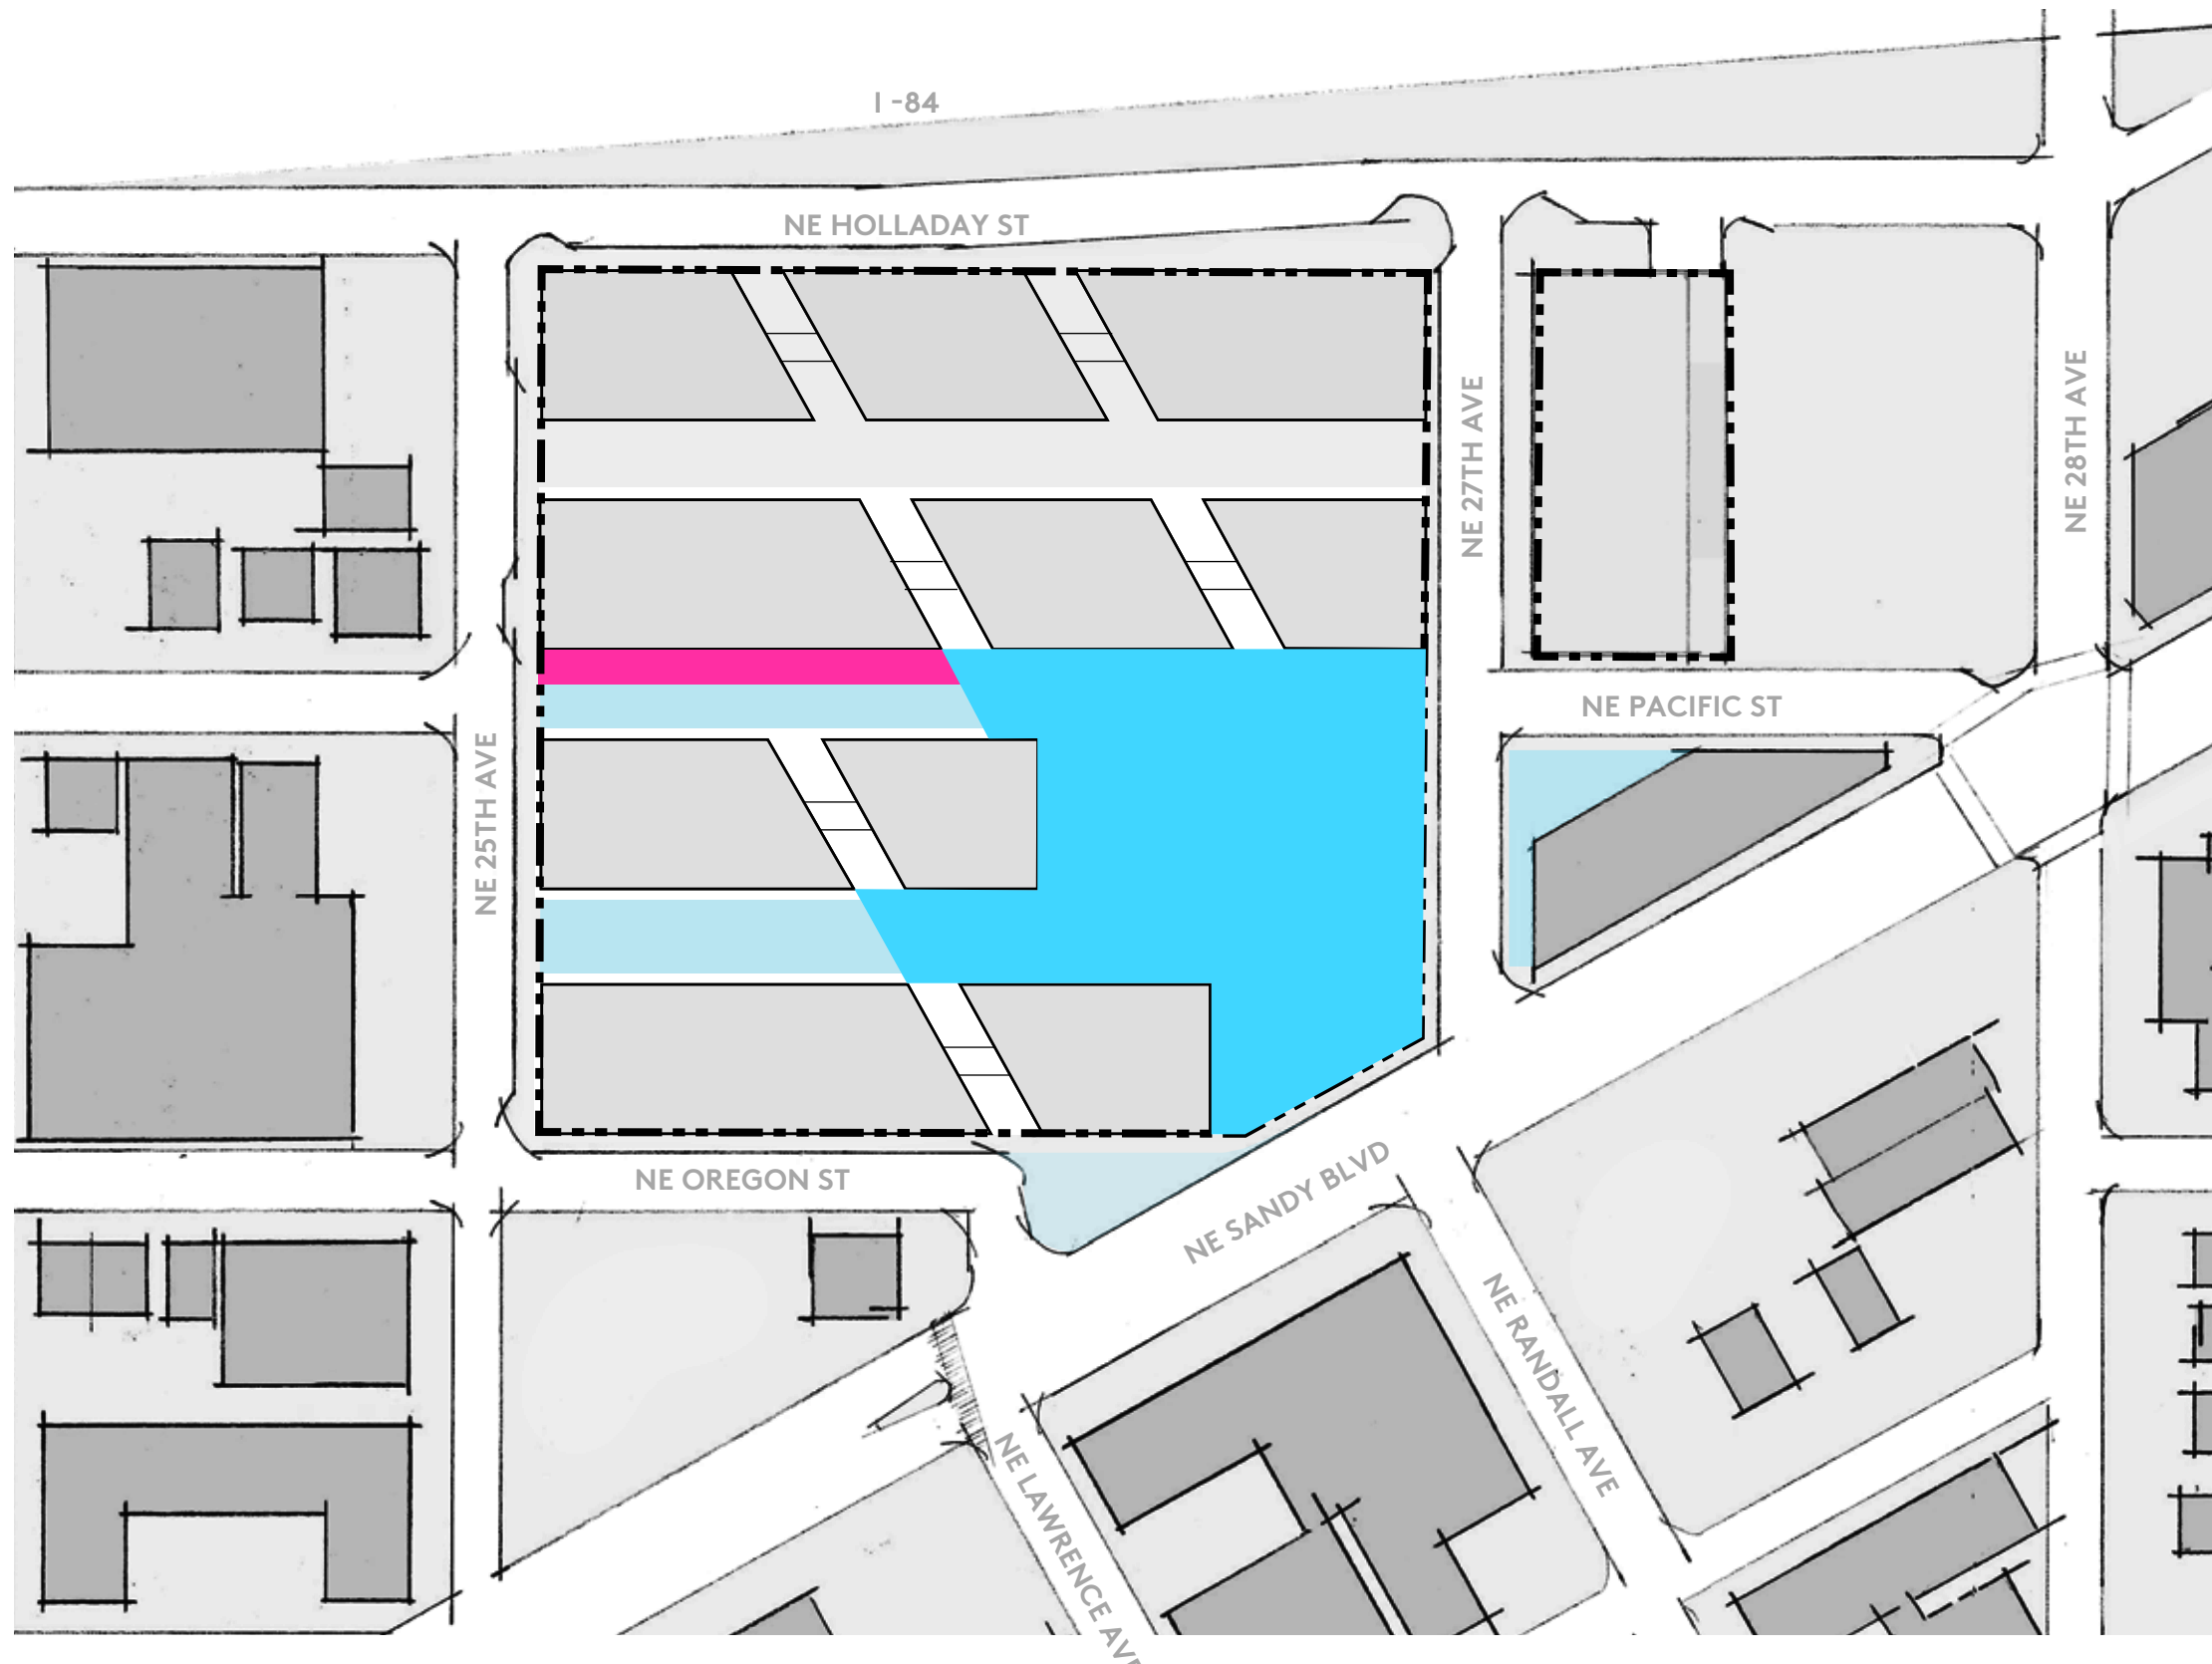 I -84
NE HOLLADAY ST
NE 27TH AVE
NE 28TH AVE
NE PACIFIC ST
NE 25TH AVE
NE OREGON ST
NE SANDY BLVD
NE RANDALL AVE
NE LAWRENCE AVE